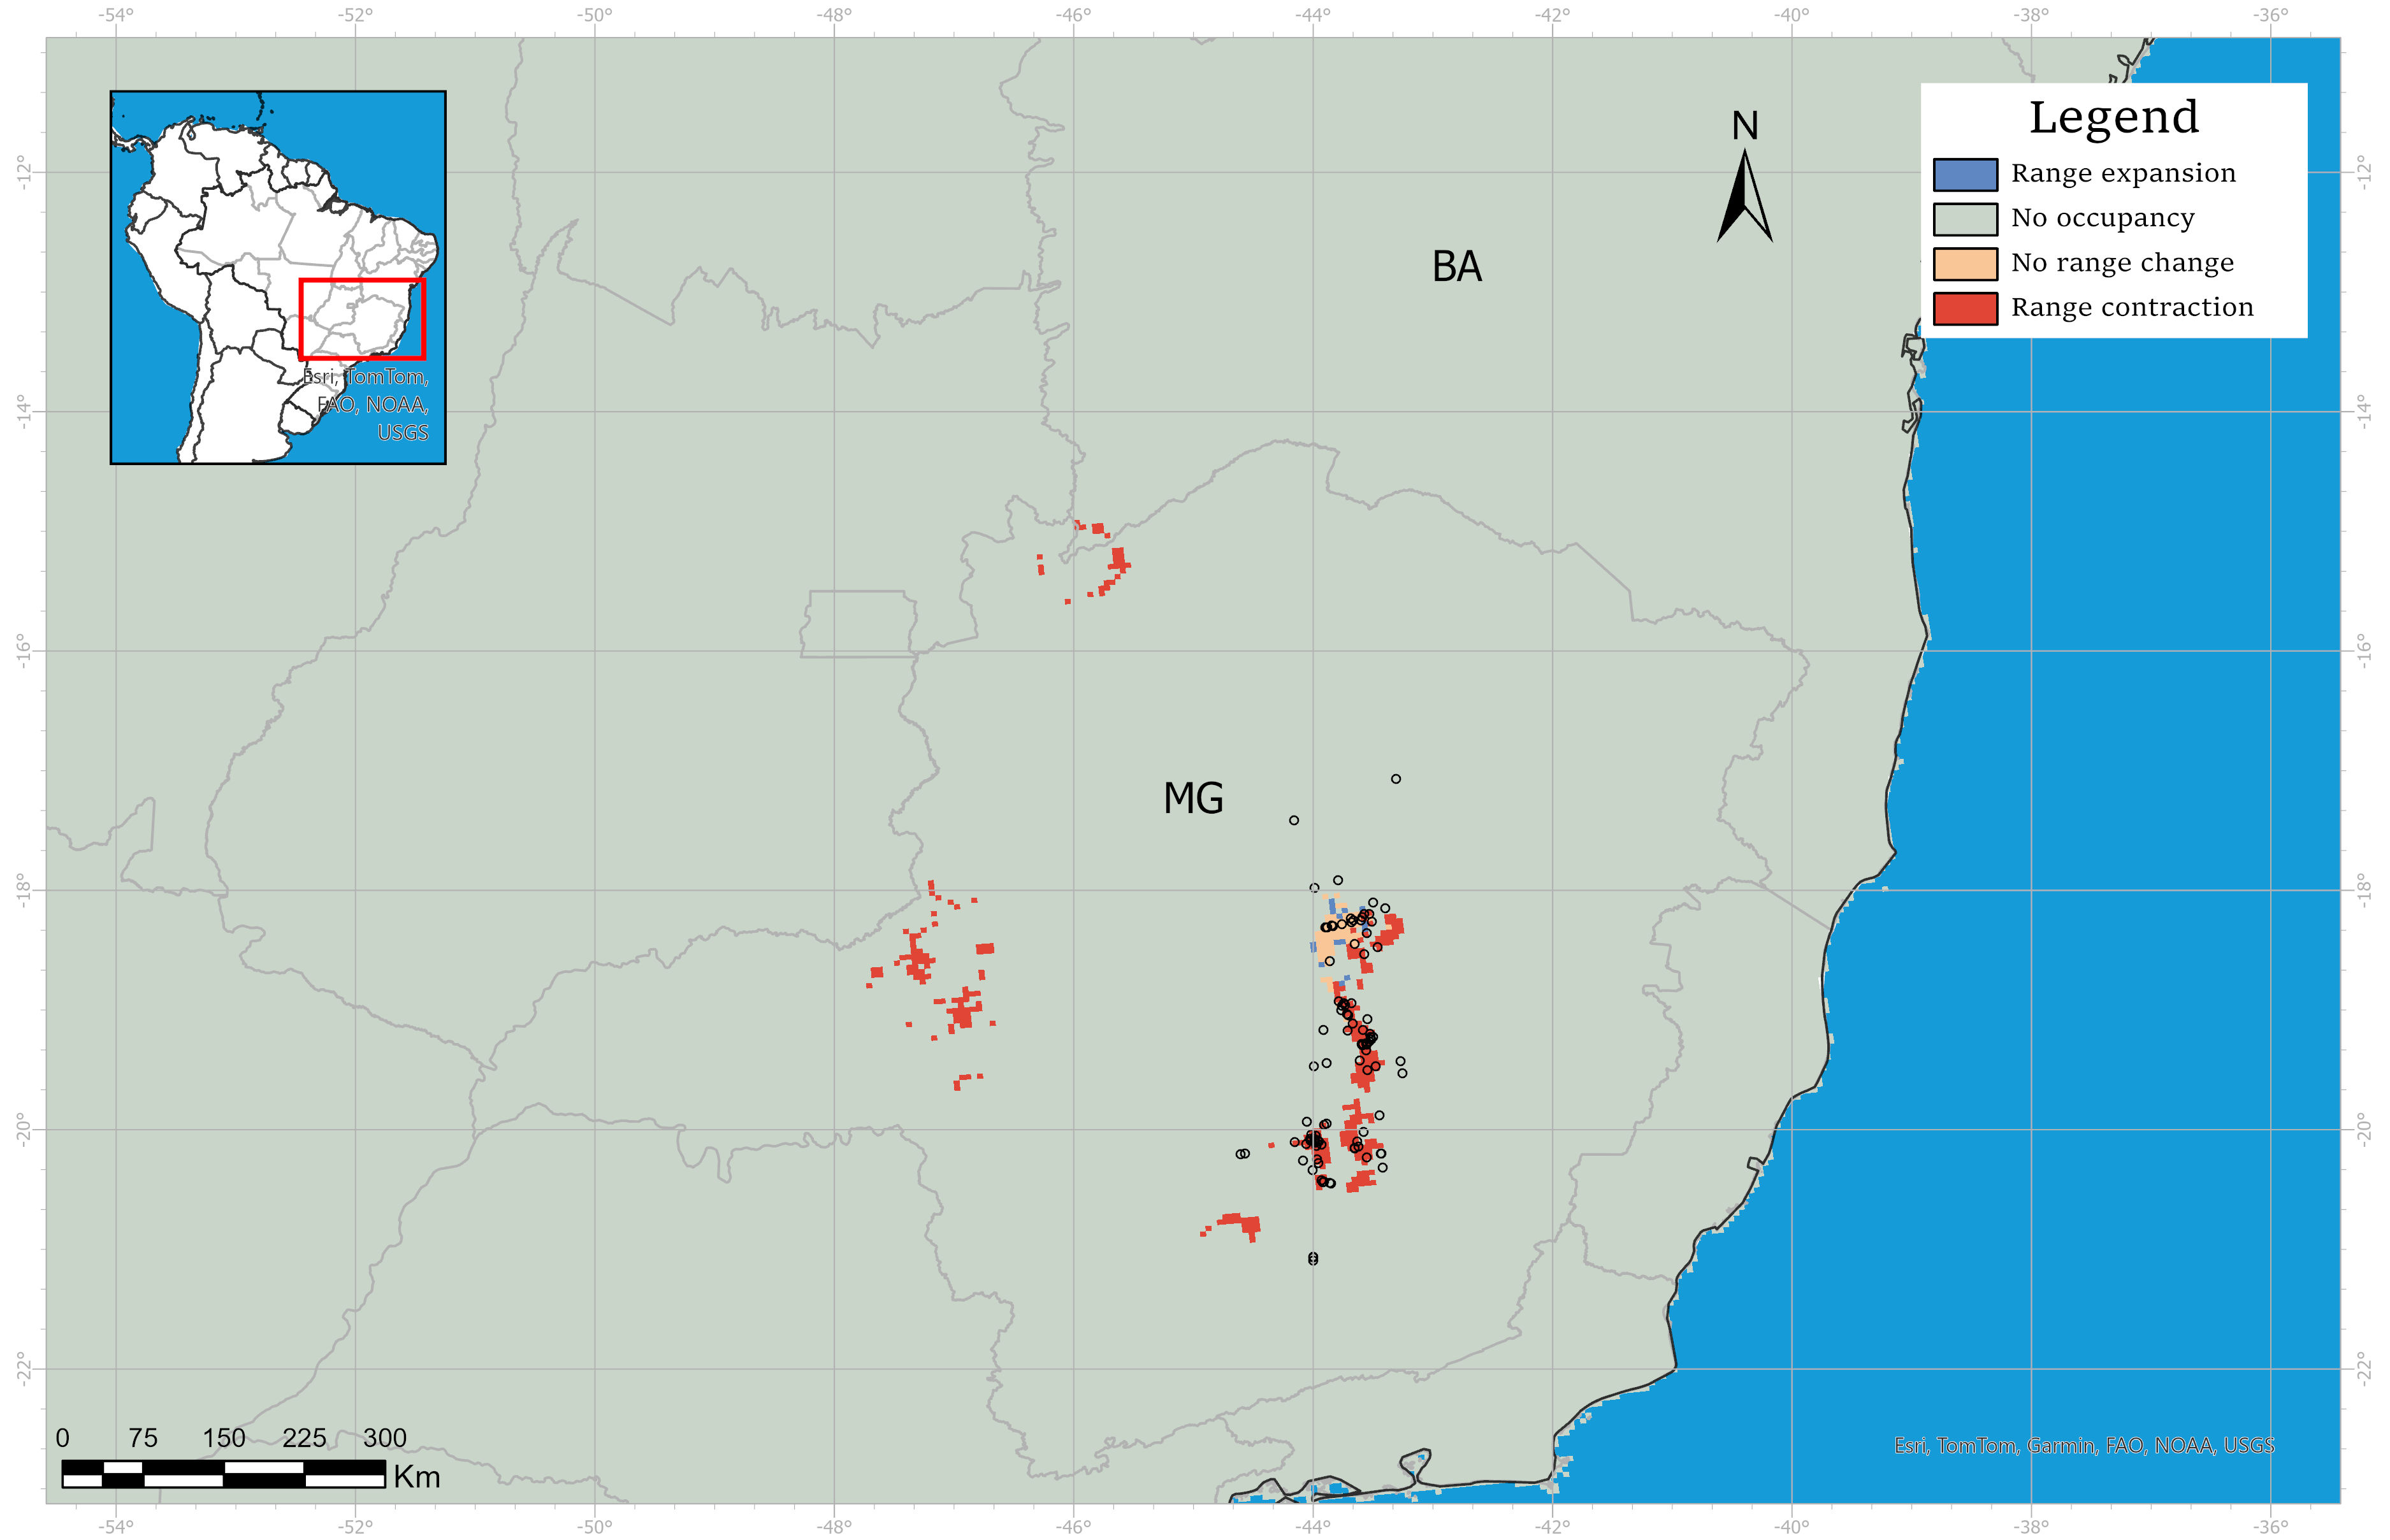 -54° -52° -50° -48° -46° -44° -42° -40° -38° -36°
-12° -12°
-14° -14°
-16° -16°
-18° -18°
-20° -20°
-22° -22°
Esri, TomTom,
FAO, NOAA,
USGS
N
Legend
Range expansion
No occupancy
No range change
Range contraction
BA
MG
0 75 150 225 300
Km
Esri, TomTom, Garmin, FAO, NOAA, USGS
-54° -52° -50° -48° -46° -44° -42° -40° -38° -36°